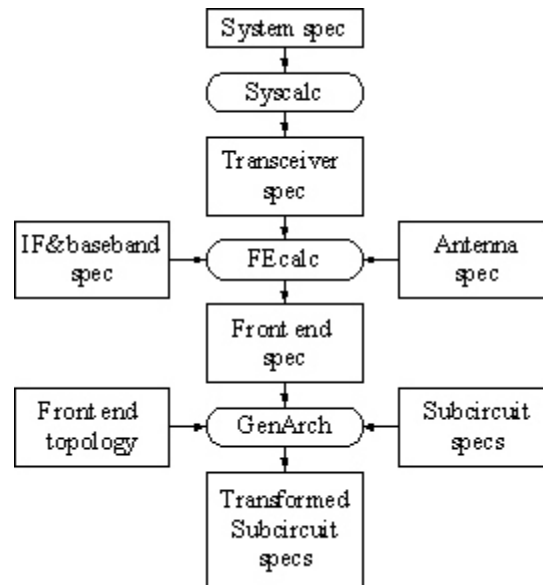 System spec
Syscalc
Transceiver
spec
IF&baseband
spec
FEcalc
Antenna
spec
Front end
spec
Front end
topology
GenArch
Subcircuit
specs
Transformed
Subcircuit
specs